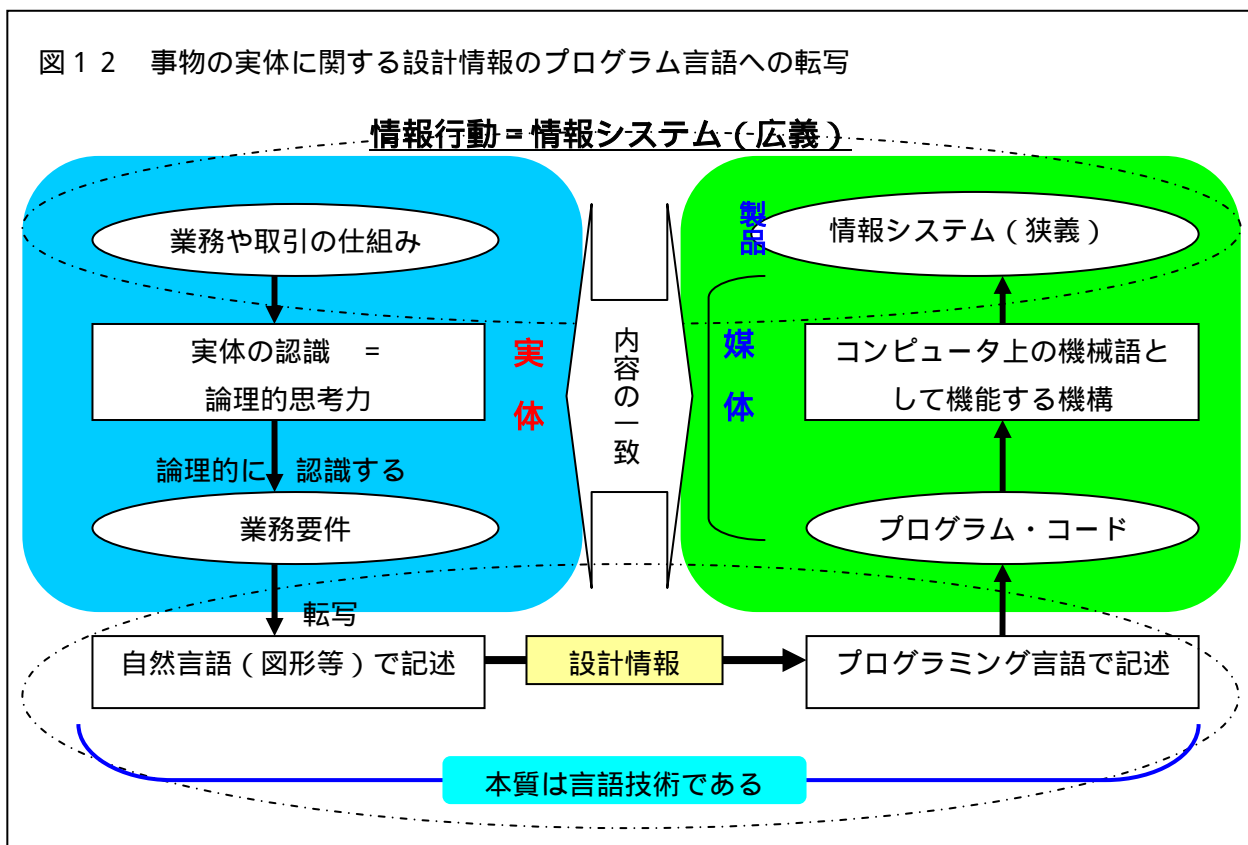 図１２　事物の実体に関する設計情報のプログラム言語への転写
情報行動＝情報システム（広義）
業務や取引の仕組み
実体の認識　＝
論理的思考力
論理的に　認識する
業務要件
転写
自然言語（図形等）で記述
実体
内容の一致
製品
媒体
情報システム（狭義）
コンピュータ上の機械語と
して機能する機構
プログラム・コード
設計情報
プログラミング言語で記述
本質は言語技術である